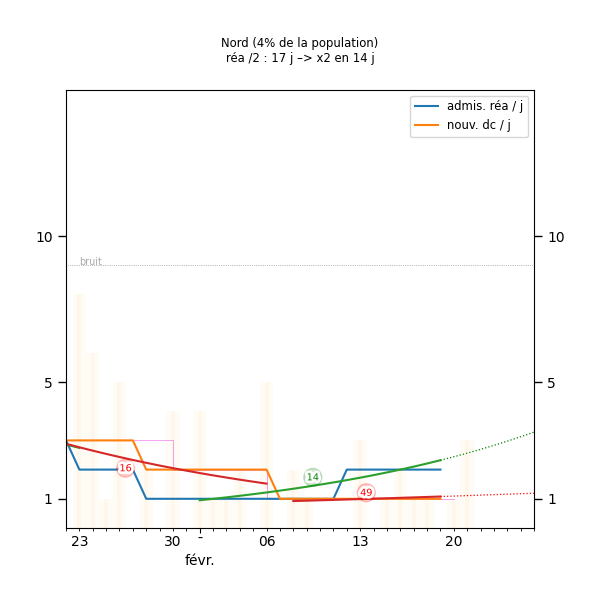 Nord (4% de la population)
réa /2 : 17 j –> x2 en 14 j
admis. réa / j
nouv. dc / j
10
10
bruit
5
5
16
14
49
1
1
23
30
-
06
13
20
févr.